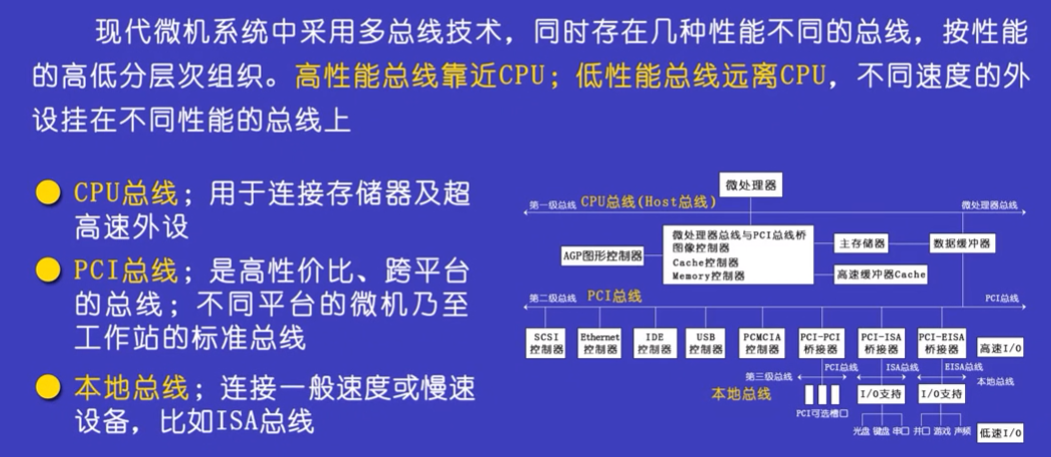 现代微机系统中采用多总线技术，同时存在几种性能不同的总线，按性能
的高低分层次组织。高性能总线靠近CPU；低性能总线远离CPU，不同速度的外
设挂在不同性能的总线上
CPU总线；用于连接存储器及超
高速外设
PCI总线；是高性价比、跨平台
的总线；不同平台的微机乃至
工作站的标准总线
本地总线；连接一般速度或慢速
设备，比如ISA总线
微处理器
第一级总线 CPU总线(Host总线)
微处理器总线
AGP图形控制器
微处理器总线与PCI总线桥
图像控制器
Cache控制器
Memory控制器
主存储器
数据缓冲器
高速缓冲器Cache
第二级总线 PCI总线
PCI总线
SCSI
控制器
Ethernet
控制器
IDE
控制器
USB
控制器
PCMCIA
控制器
PCI-PCI
桥接器
PCI-ISA
桥接器
PCI-EISA
桥接器
高速I/O
第三级总线
PCI总线
ISA总线
EISA总线
本地总线
本地总线
I/O支持
I/O支持
PCI可选槽口
光盘 键盘 串口 并口 游戏 声频
低速I/O